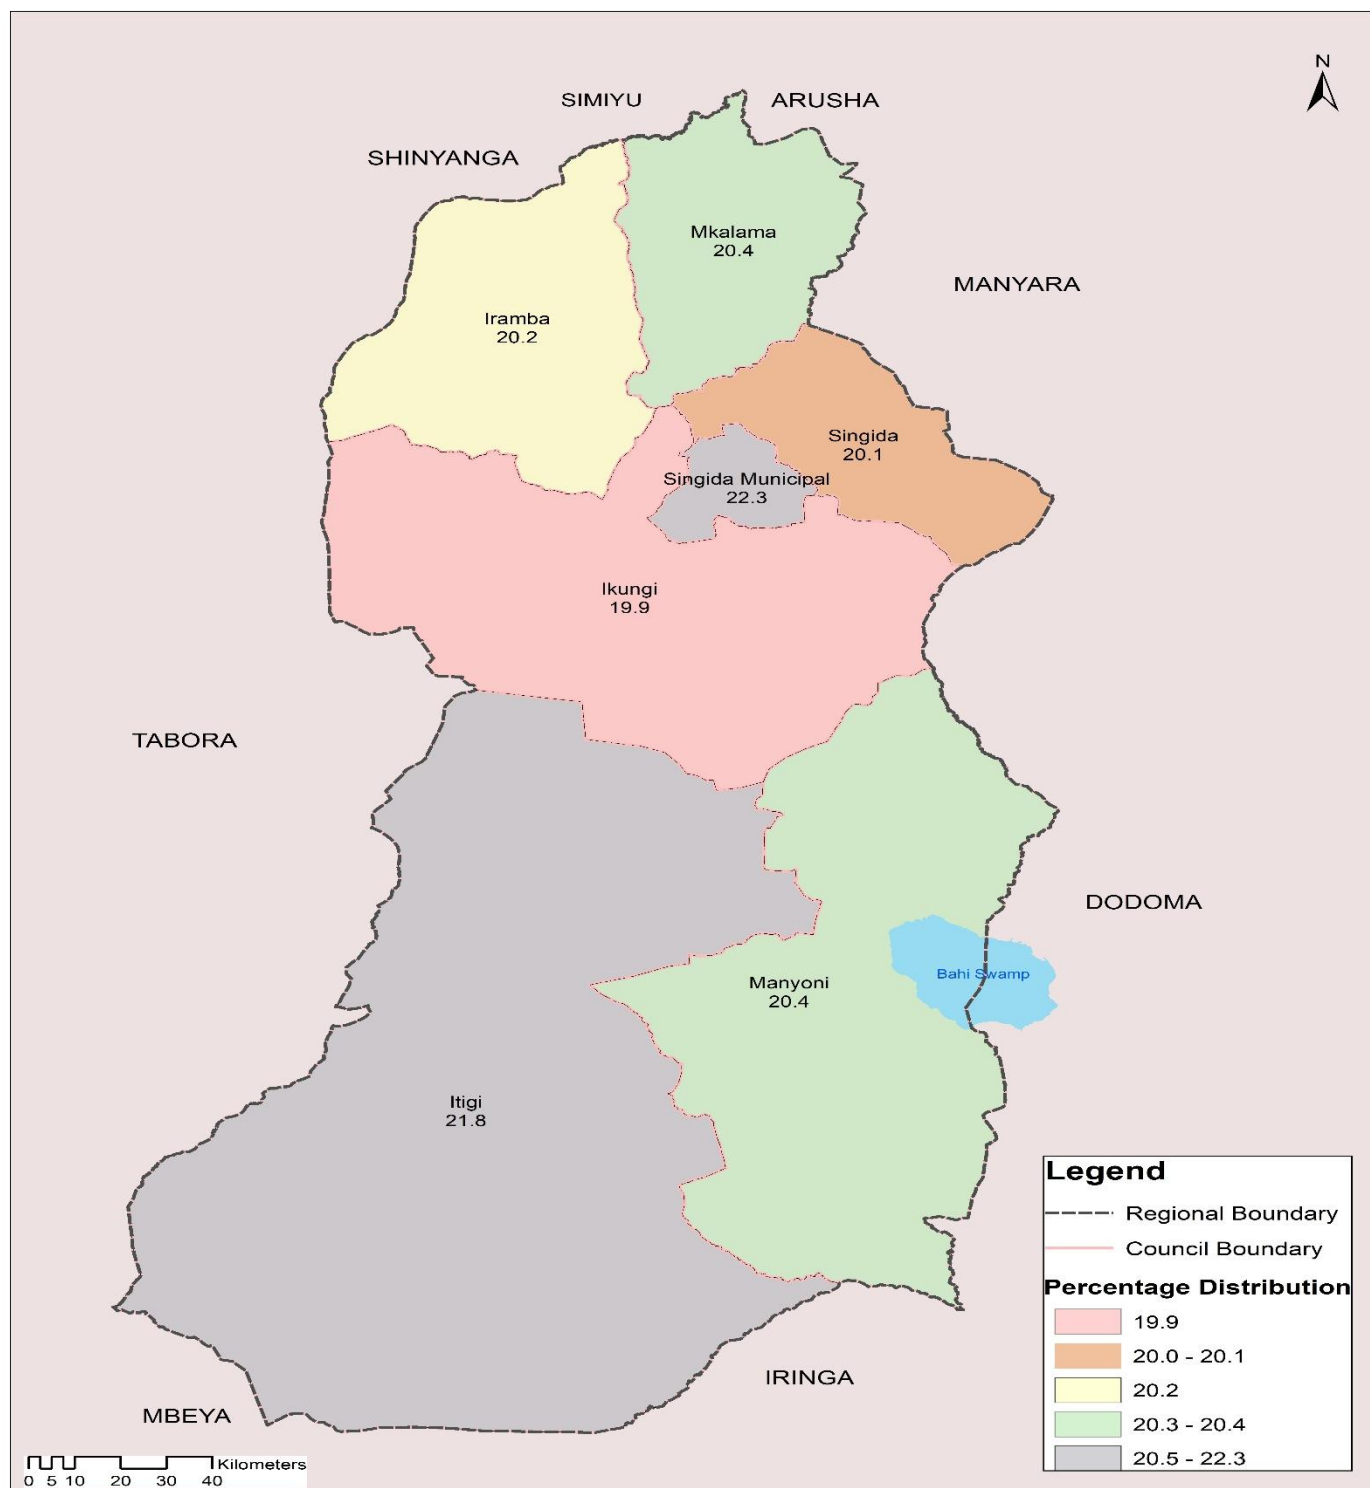 N
SIMIYU
ARUSHA
SHINYANGA
Mkalama
20.4
MANYARA
Iramba
20.2
Singida
20.1
Singida Municipal
22.3
Ikungi
19.9
TABORA
DODOMA
Bahi Swamp
Manyoni
20.4
Itigi
21.8
IRINGA
MBEYA
Legend
Regional Boundary
Council Boundary
Percentage Distribution
19.9
20.0 - 20.1
20.2
20.3 - 20.4
20.5 - 22.3
Kilometers
0 5 10 20 30 40